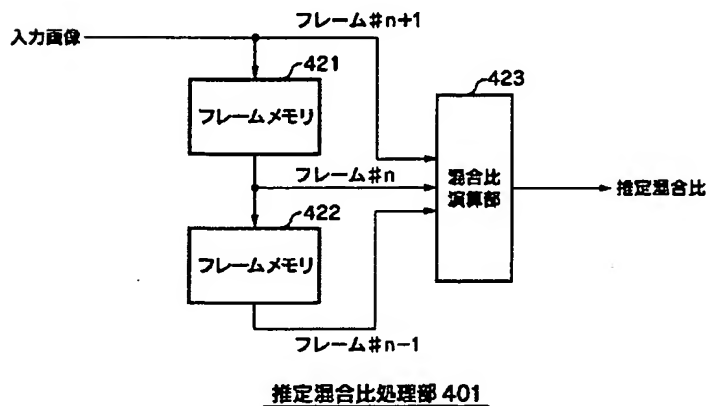 フレーム#n+1
入力画像
421
423
フレームメモリ
フレーム#n
混合比
演算部
推定混合比
422
フレームメモリ
フレーム#n-1
推定混合比処理部 401